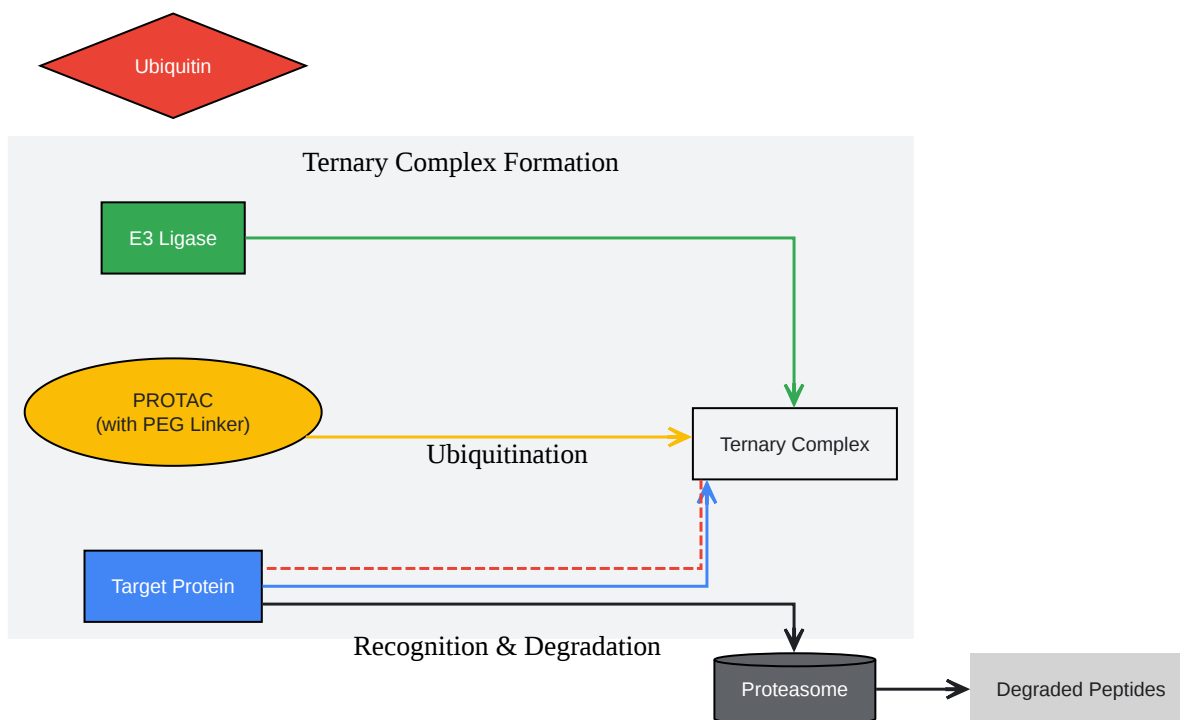 Ubiquitin
Ternary Complex Formation
E3 Ligase
PROTAC
(with PEG Linker)
Ubiquitination
Ternary Complex
Target Protein
Recognition & Degradation
Proteasome
Degraded Peptides